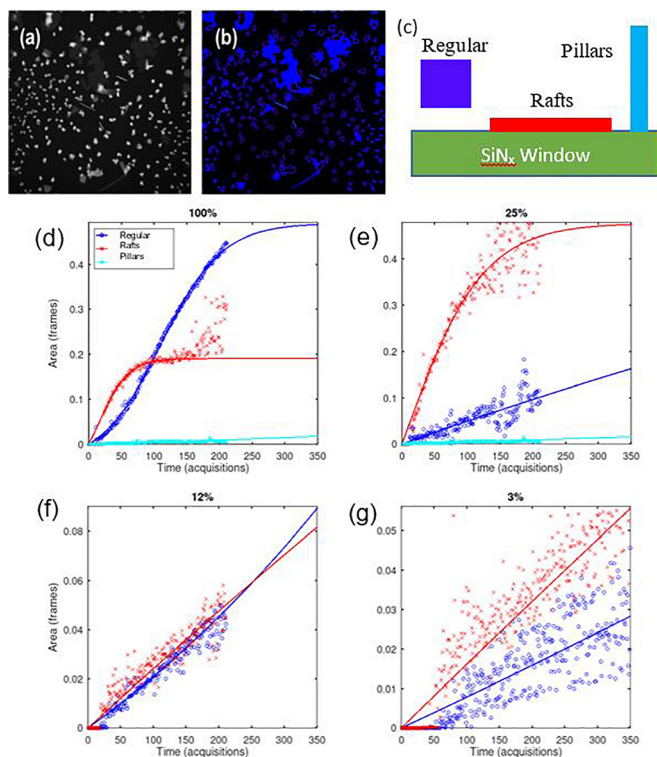 (a)
(b)
(c)
Regular
Pillars
Rafts
SiNx Window
(d)
100%
Regular
Rafts
Pillars
Area (frames)
0.4
0.3
0.2
0.1
0
0 50 100 150 200 250 300 350
Time (acquisitions)
(e)
25%
0.4
0.3
0.2
0.1
0
0 50 100 150 200 250 300 350
Time (acquisitions)
(f)
12%
Area (frames)
0.08
0.06
0.04
0.02
0
0 50 100 150 200 250 300 350
Time (acquisitions)
(g)
3%
0.05
0.04
0.03
0.02
0.01
0
0 50 100 150 200 250 300 350
Time (acquisitions)